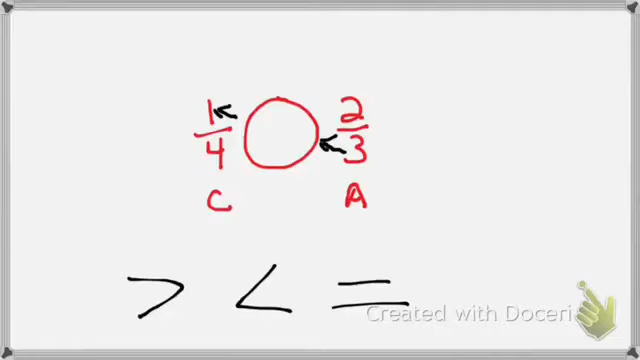 1/4 ◯ 2/3
C A
> < =
Created with Doceri